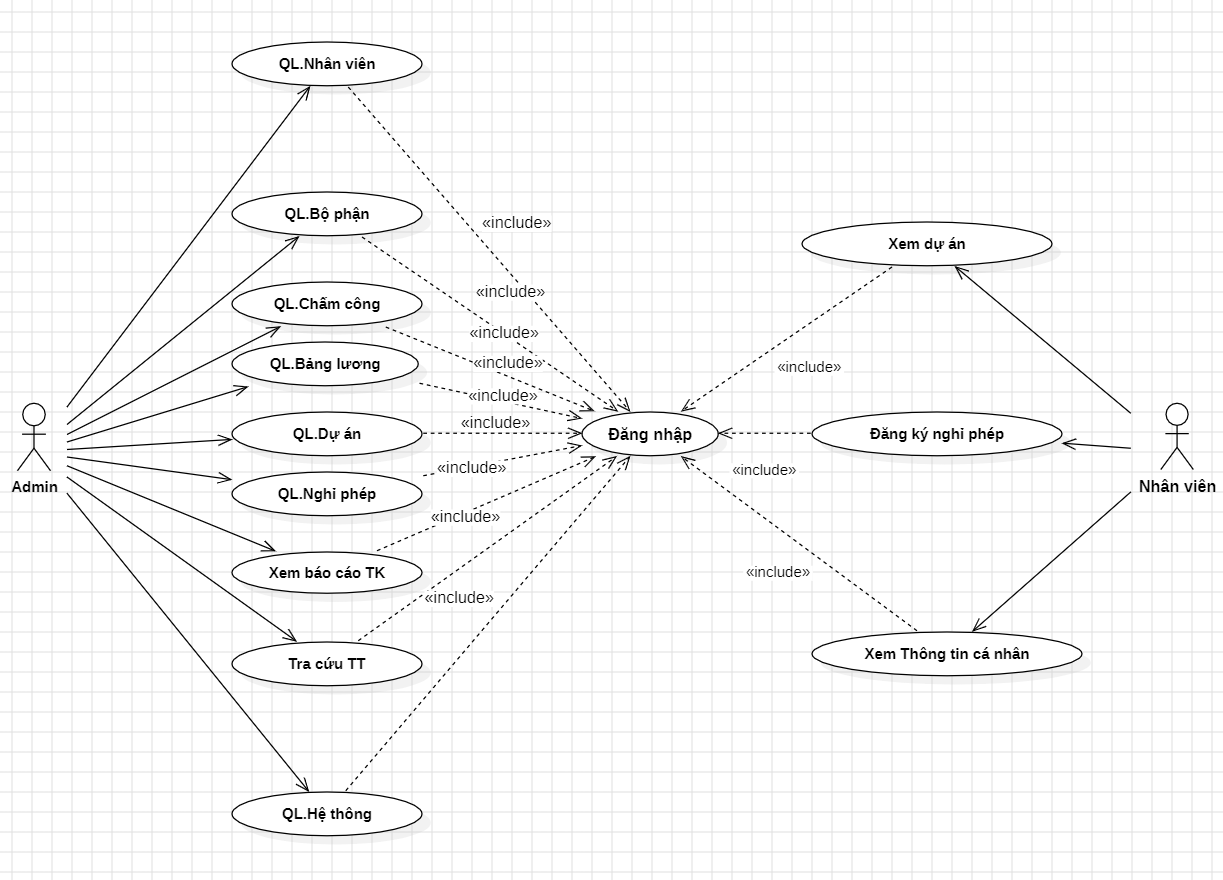 QL.Nhân viên
QL.Bộ phận
«include»
Xem dự án
«include»
QL.Chấm công
«include»
QL.Bảng lương
«include»
«include»
«include»
«include»
QL.Dự án
Đăng nhập
Đăng ký nghỉ phép
Admin
Nhân viên
«include»
«include»
QL.Nghỉ phép
«include»
Xem báo cáo TK
«include»
«include»
Tra cứu TT
Xem Thông tin cá nhân
QL.Hệ thông